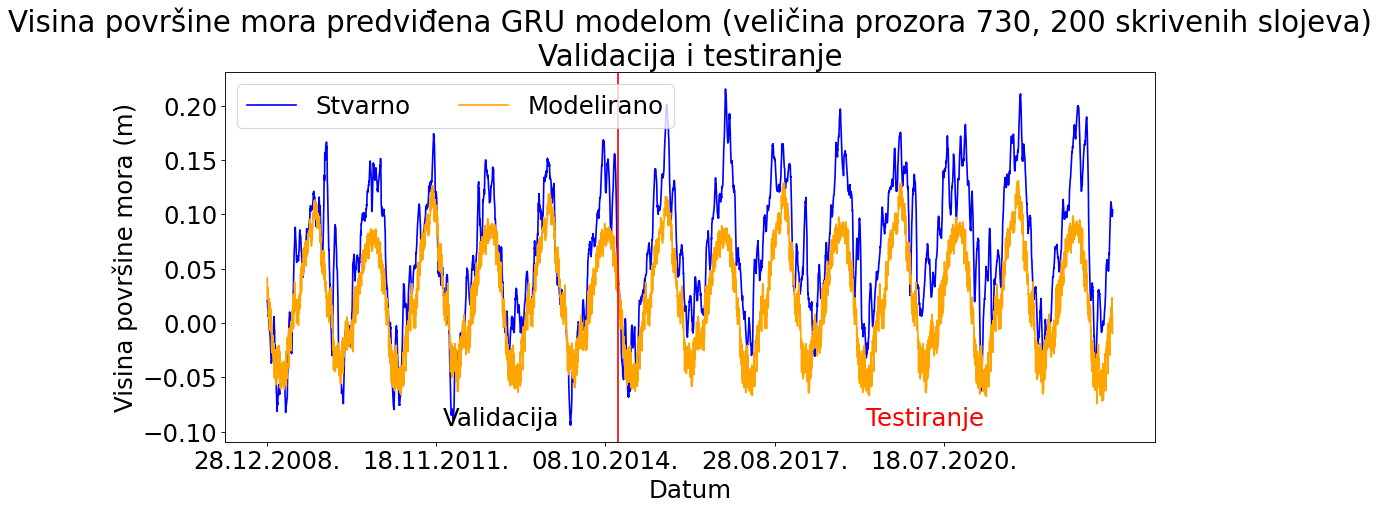 Visina površine mora predviđena GRU modelom (veličina prozora 730, 200 skrivenih slojeva)
Validacija i testiranje
Stvarno
Modelirano
Visina površine mora (m)
0.20
0.15
0.10
0.05
0.00
−0.05
−0.10
Validacija
Testiranje
28.12.2008.
18.11.2011.
08.10.2014.
28.08.2017.
18.07.2020.
Datum